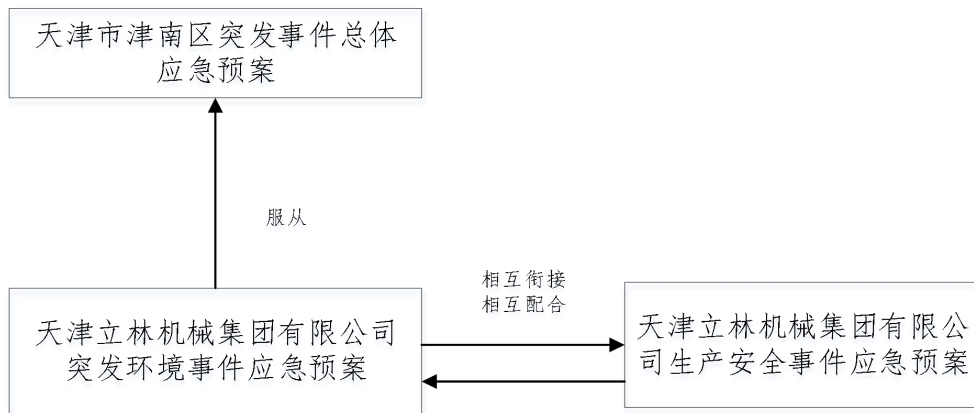 天津市津南区突发事件总体
应急预案
服从
相互衔接
相互配合
天津立林机械集团有限公司
突发环境事件应急预案
天津立林机械集团有限公
司生产安全事件应急预案